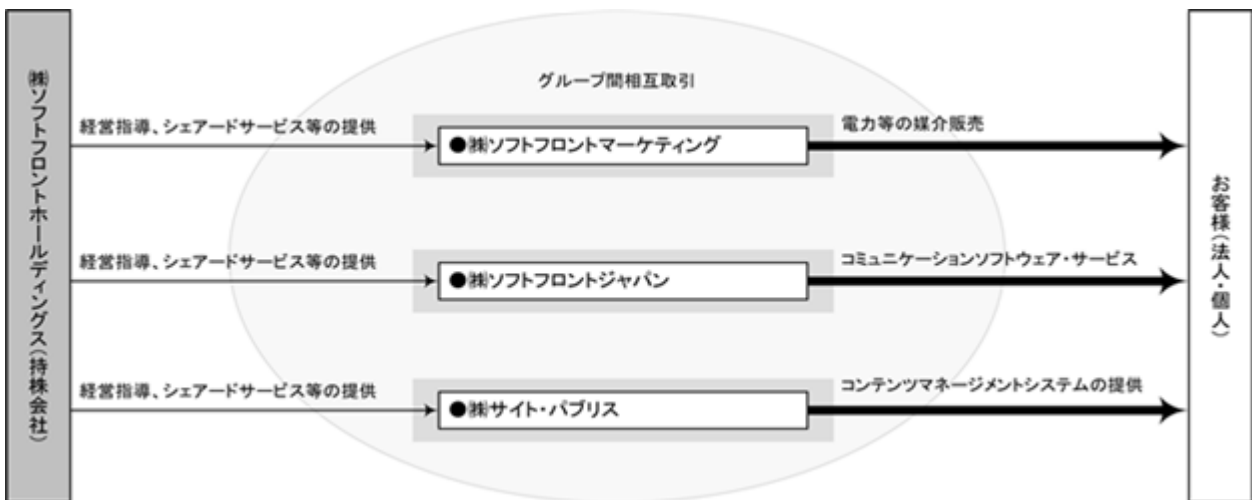 ㈱ソフトフロントホールディングス(持株会社)
グループ間相互取引
経営指導、シェアードサービス等の提供
●㈱ソフトフロントマーケティング
電力等の媒介販売
経営指導、シェアードサービス等の提供
●㈱ソフトフロントジャパン
コミュニケーションソフトウェア・サービス
経営指導、シェアードサービス等の提供
●㈱サイト・パブリス
コンテンツマネージメントシステムの提供
お客様(法人・個人)